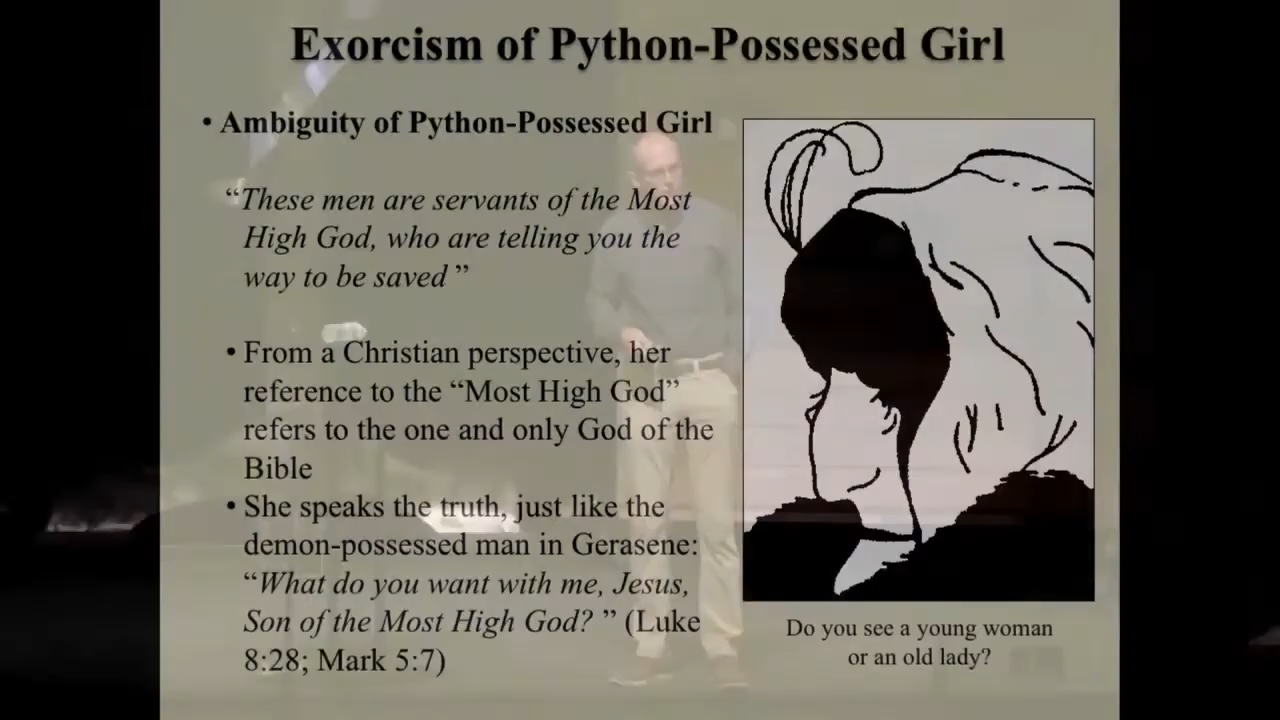 Exorcism of Python-Possessed Girl
• Ambiguity of Python-Possessed Girl
“These men are servants of the Most
High God, who are telling you the
way to be saved ”
• From a Christian perspective, her
reference to the “Most High God”
refers to the one and only God of the
Bible
• She speaks the truth, just like the
demon-possessed man in Gerasene:
“What do you want with me, Jesus,
Son of the Most High God? ” (Luke
8:28; Mark 5:7)
Do you see a young woman
or an old lady?